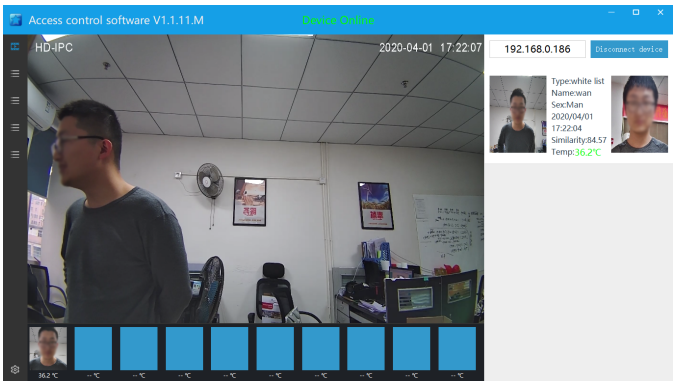 Access control software V1.1.11.M
Device Online
HD-IPC
2020-04-01 17:22:07
192.168.0.186
Disconnect device
Type:white list
Name:wan
Sex:Man
2020/04/01
17:22:04
Similarity:84.57
Temp:36.2℃
36.2 ℃
-- ℃
-- ℃
-- ℃
-- ℃
-- ℃
-- ℃
-- ℃
-- ℃
-- ℃